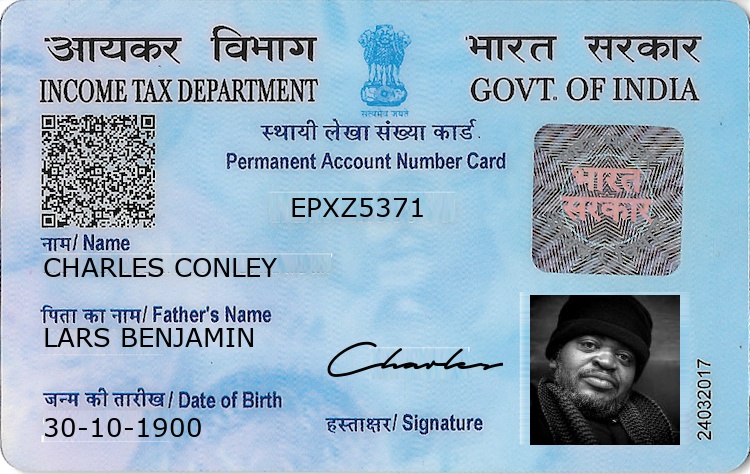 आयकर विभाग
INCOME TAX DEPARTMENT
भारत सरकार
GOVT. OF INDIA
सत्यमेव जयते
स्थायी लेखा संख्या कार्ड
Permanent Account Number Card
EPXZ5371
भारत
सरकार
नाम/ Name
CHARLES CONLEY
पिता का नाम/ Father's Name
LARS BENJAMIN
जन्म की तारीख/ Date of Birth
30-10-1900
Charles
हस्ताक्षर/ Signature
24032017